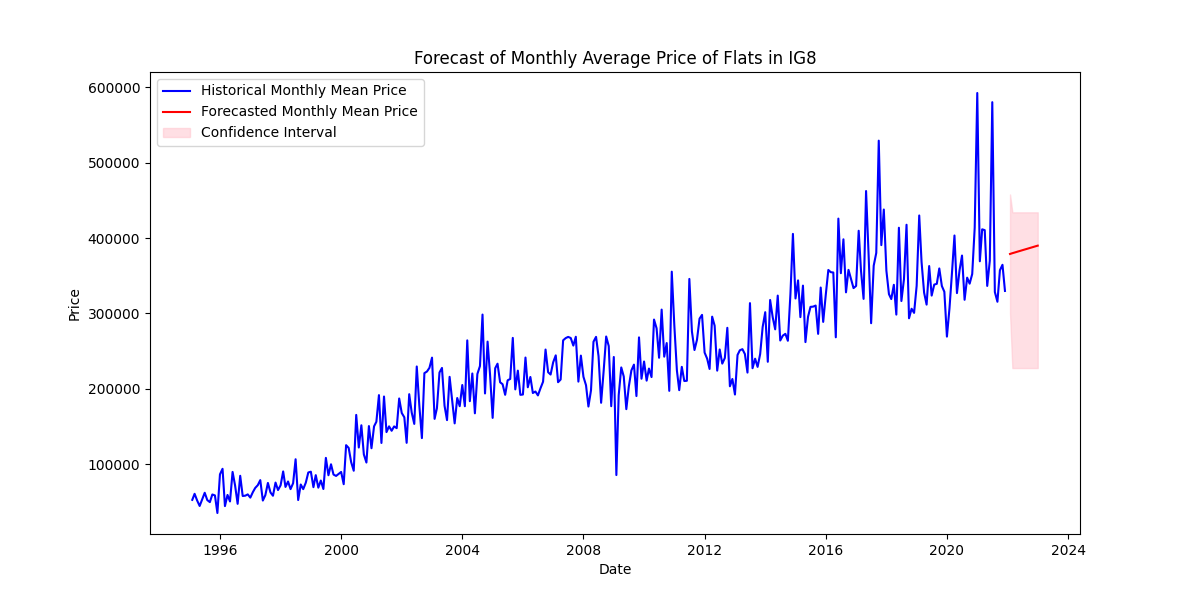 Forecast of Monthly Average Price of Flats in IG8
Historical Monthly Mean Price
Forecasted Monthly Mean Price
Confidence Interval
600000
500000
400000
300000
200000
100000
Price
1996 2000 2004 2008 2012 2016 2020 2024
Date